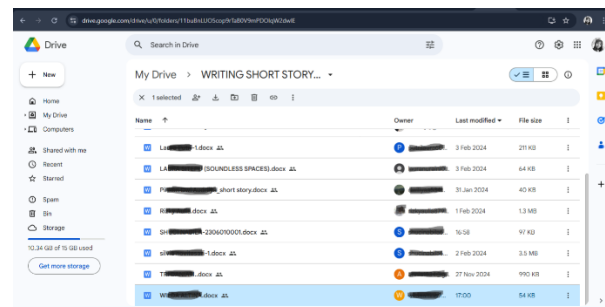 drive.google.com/drive/u/0/folders/
Drive
Search in Drive
New
My Drive > WRITING SHORT STORY...
1 selected
Home
My Drive
Computers
Shared with me
Recent
Starred
Spam
Bin
Storage
10.34 GB of 15 GB used
Get more storage
Name Owner Last modified File size
-1.docx 3 Feb 2024 211 KB
(SOUNDLESS SPACES).docx 3 Feb 2024 64 KB
_short story.docx 31 Jan 2024 40 KB
.docx 1 Feb 2024 1.3 MB
-2306010001.docx 16:58 97 KB
-1.docx 2 Feb 2024 3.5 MB
.docx 27 Nov 2024 990 KB
.docx 17:00 54 KB